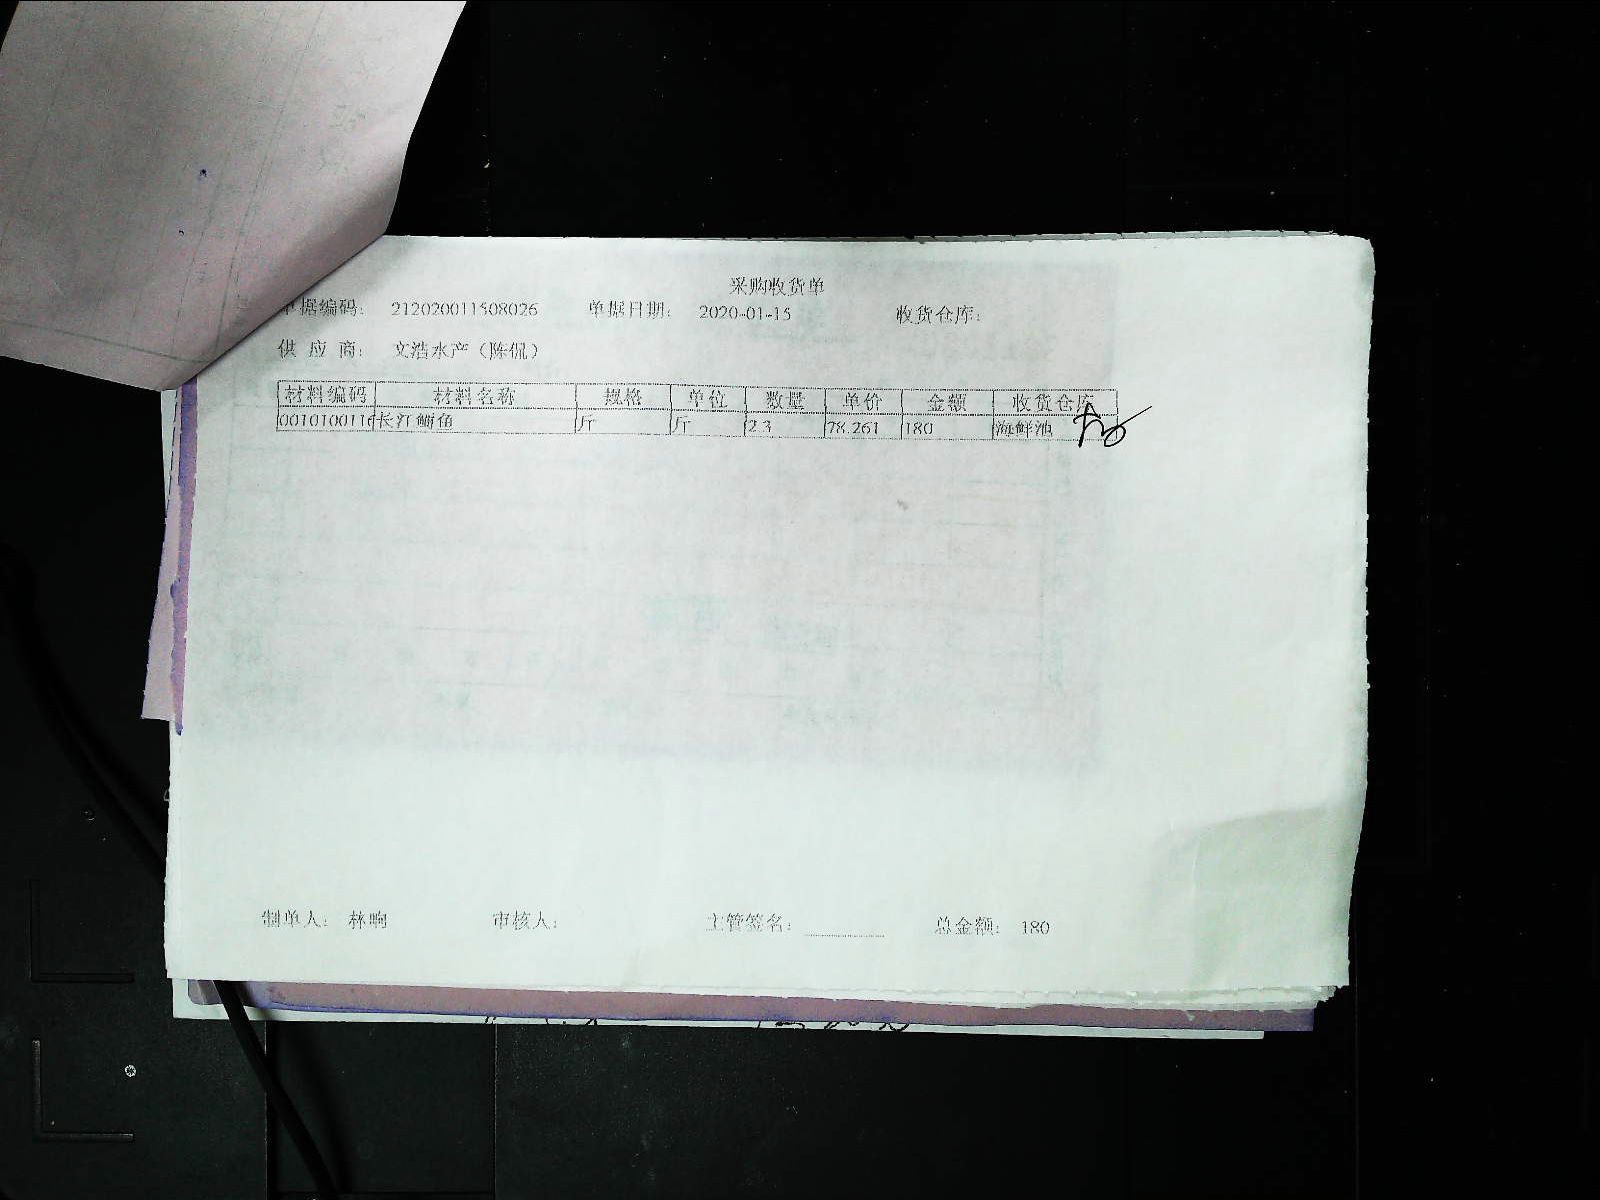 采购收货单
单据编码： 212020011508026 单据日期： 2020-01-15 收货仓库：
供 应 商： 文浩水产（陈侃）
材料编码 材料名称 规格 单位 数量 单价 金额 收货仓库
0010100116 长江鮰鱼 斤 斤 2.3 78.261 180 海鲜池
制单人： 林昫 审核人： 主管签名： 总金额： 180